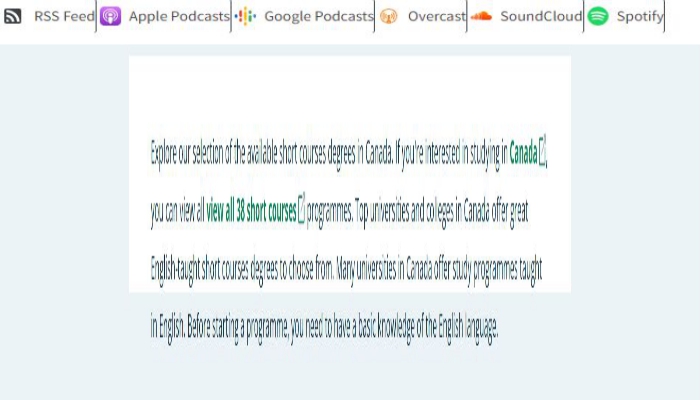 RSS Feed Apple Podcasts Google Podcasts Overcast SoundCloud Spotify
Explore our selection of the available short courses degrees in Canada. If you're interested in studying in Canada,
you can view all view all 38 short courses programmes. Top universities and colleges in Canada offer great
English-taught short courses degrees to choose from. Many universities in Canada offer study programmes taught
in English. Before starting a programme, you need to have a basic knowledge of the English language.